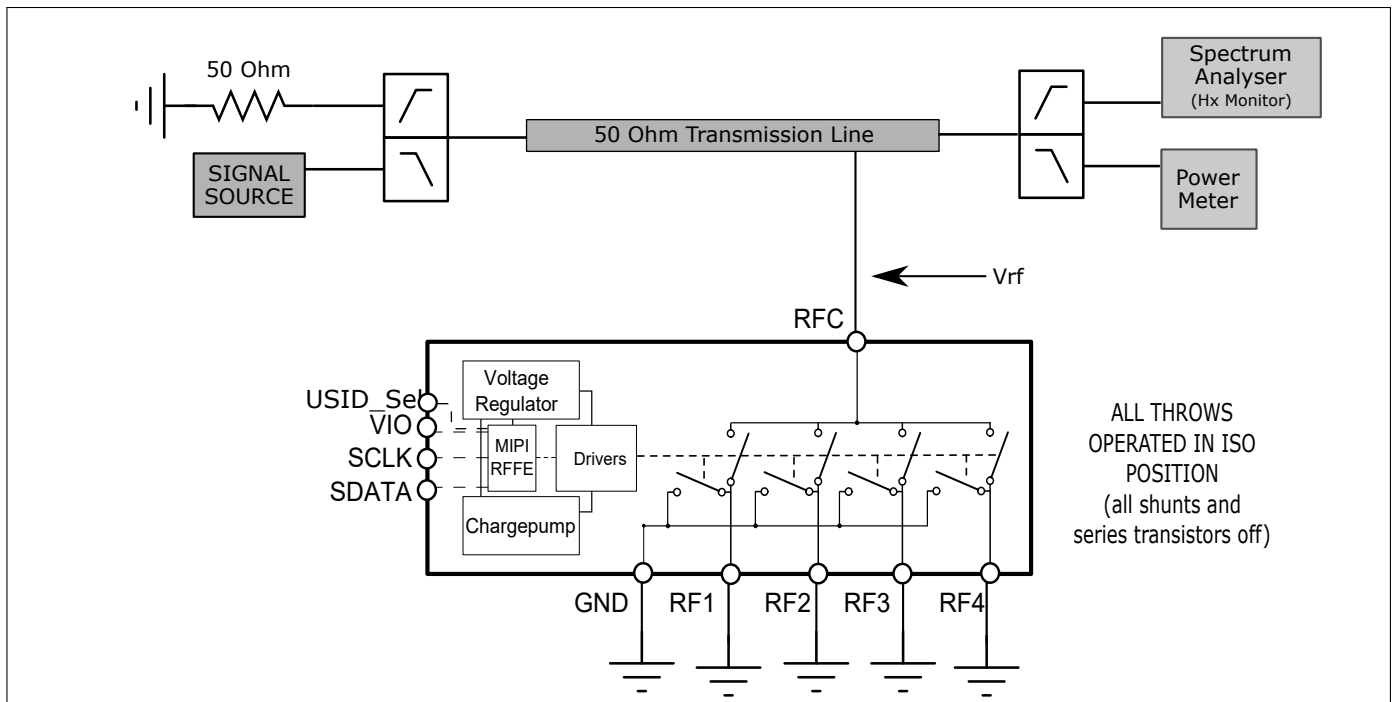 50 Ohm
SIGNAL
SOURCE
50 Ohm Transmission Line
Spectrum
Analyser
(Hx Monitor)
Power
Meter
Vrf
RFC
USID_Sel
VIO
SCLK
SDATA
Voltage
Regulator
MIPI
RFFE
Drivers
Chargepump
ALL THROWS
OPERATED IN ISO
POSITION
(all shunts and
series transistors off)
GND
RF1
RF2
RF3
RF4